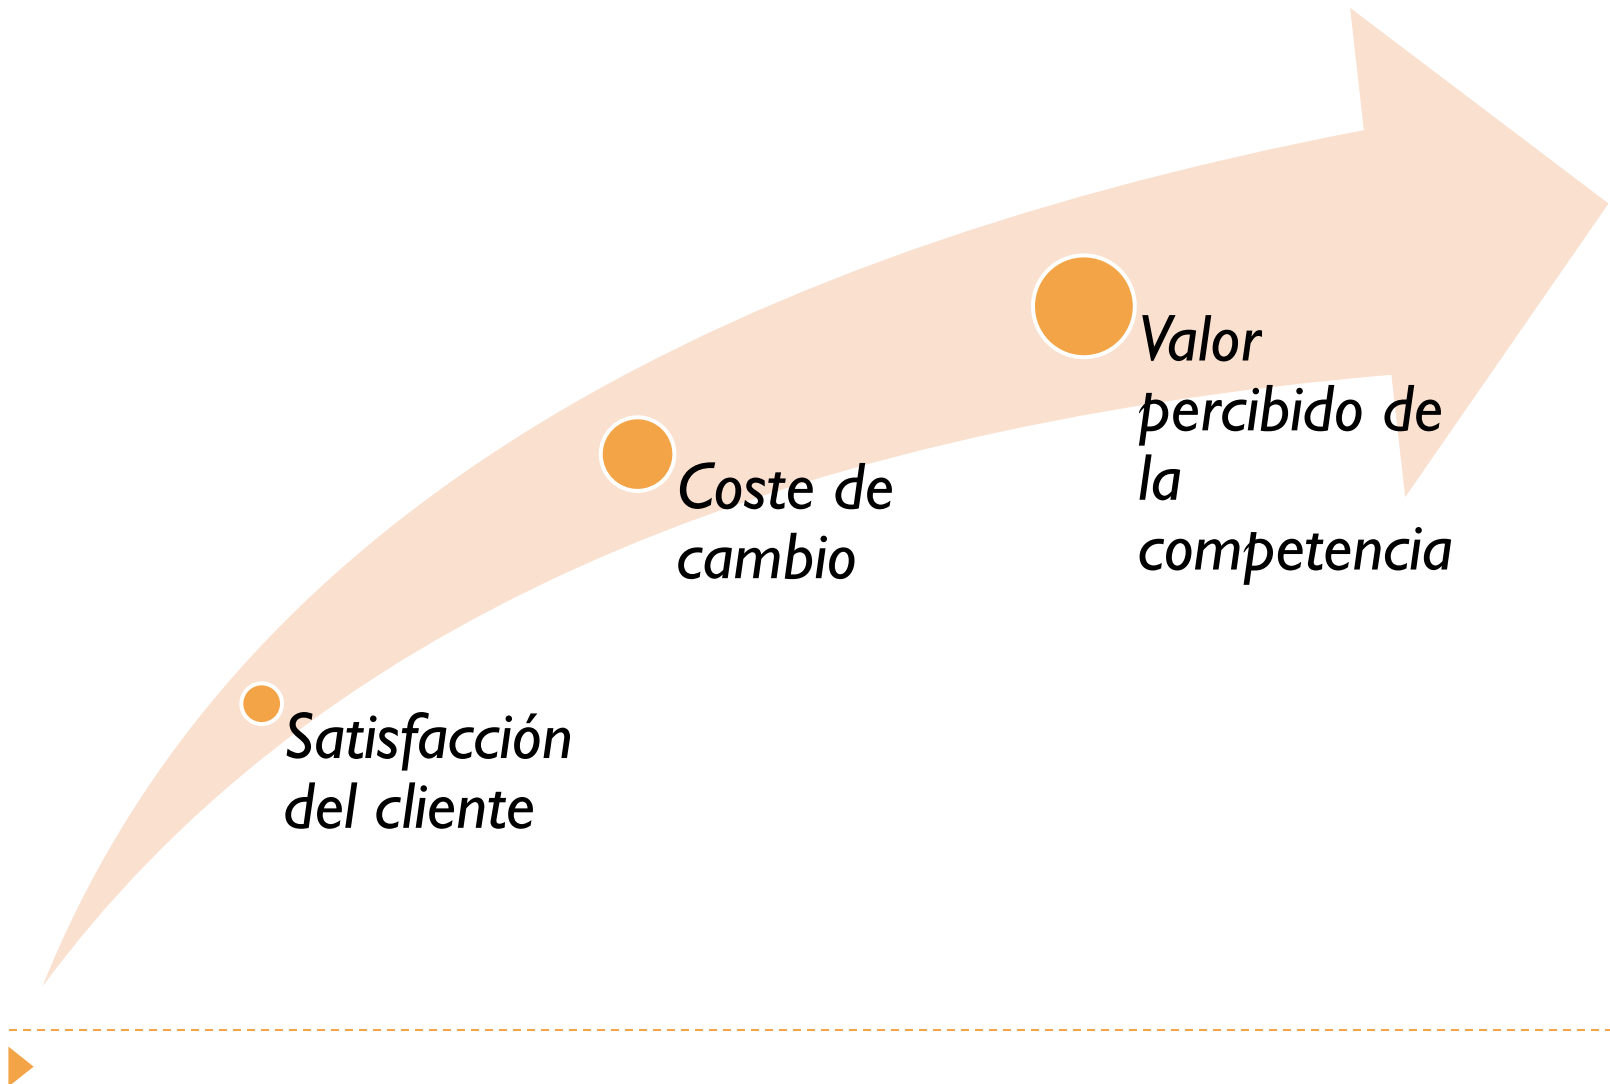 Valor
percibido de
la
competencia
Coste de
cambio
Satisfacción
del cliente